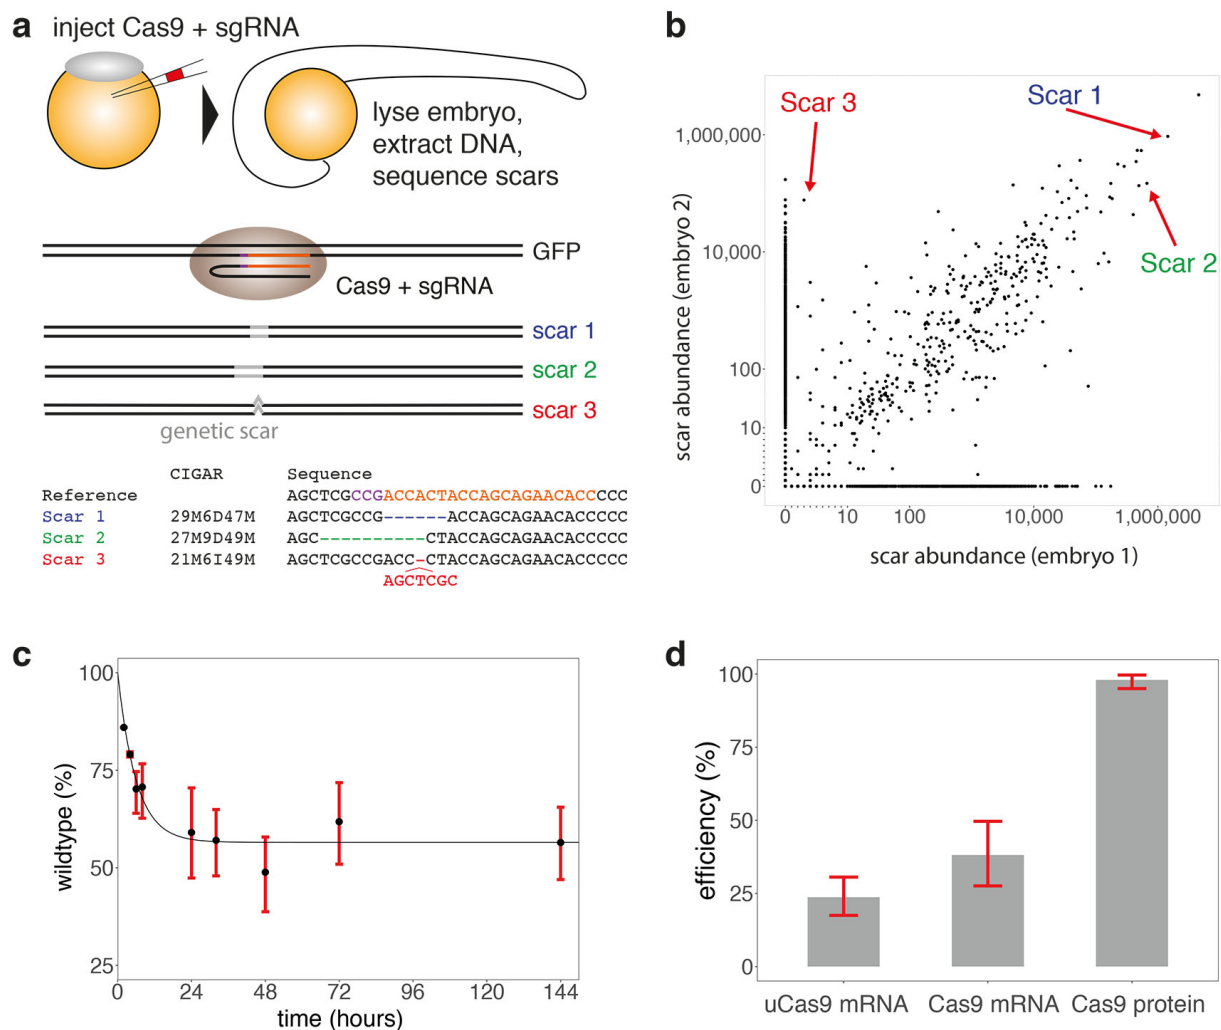 a
inject Cas9 + sgRNA
lyse embryo,
extract DNA,
sequence scars
GFP
Cas9 + sgRNA
scar 1
scar 2
scar 3
genetic scar
CIGAR Sequence
Reference AGCTCGCCGACCACTACCAGCAGAACACCCCC
Scar 1 29M6D47M AGCTCGCCG------ACCAGCAGAACACCCCC
Scar 2 27M9D49M AGC----------CTACCAGCAGAACACCCCC
Scar 3 21M6I49M AGCTCGCCGACC-CTACCAGCAGAACACCCCC
AGCTCGC
b
Scar 3
Scar 1
Scar 2
1,000,000
10,000
100
10
0
scar abundance (embryo 2)
0 10 100 10,000 1,000,000
scar abundance (embryo 1)
c
100
75
50
25
wildtype (%)
0 24 48 72 96 120 144
time (hours)
d
100
75
50
25
0
efficiency (%)
uCas9 mRNA Cas9 mRNA Cas9 protein